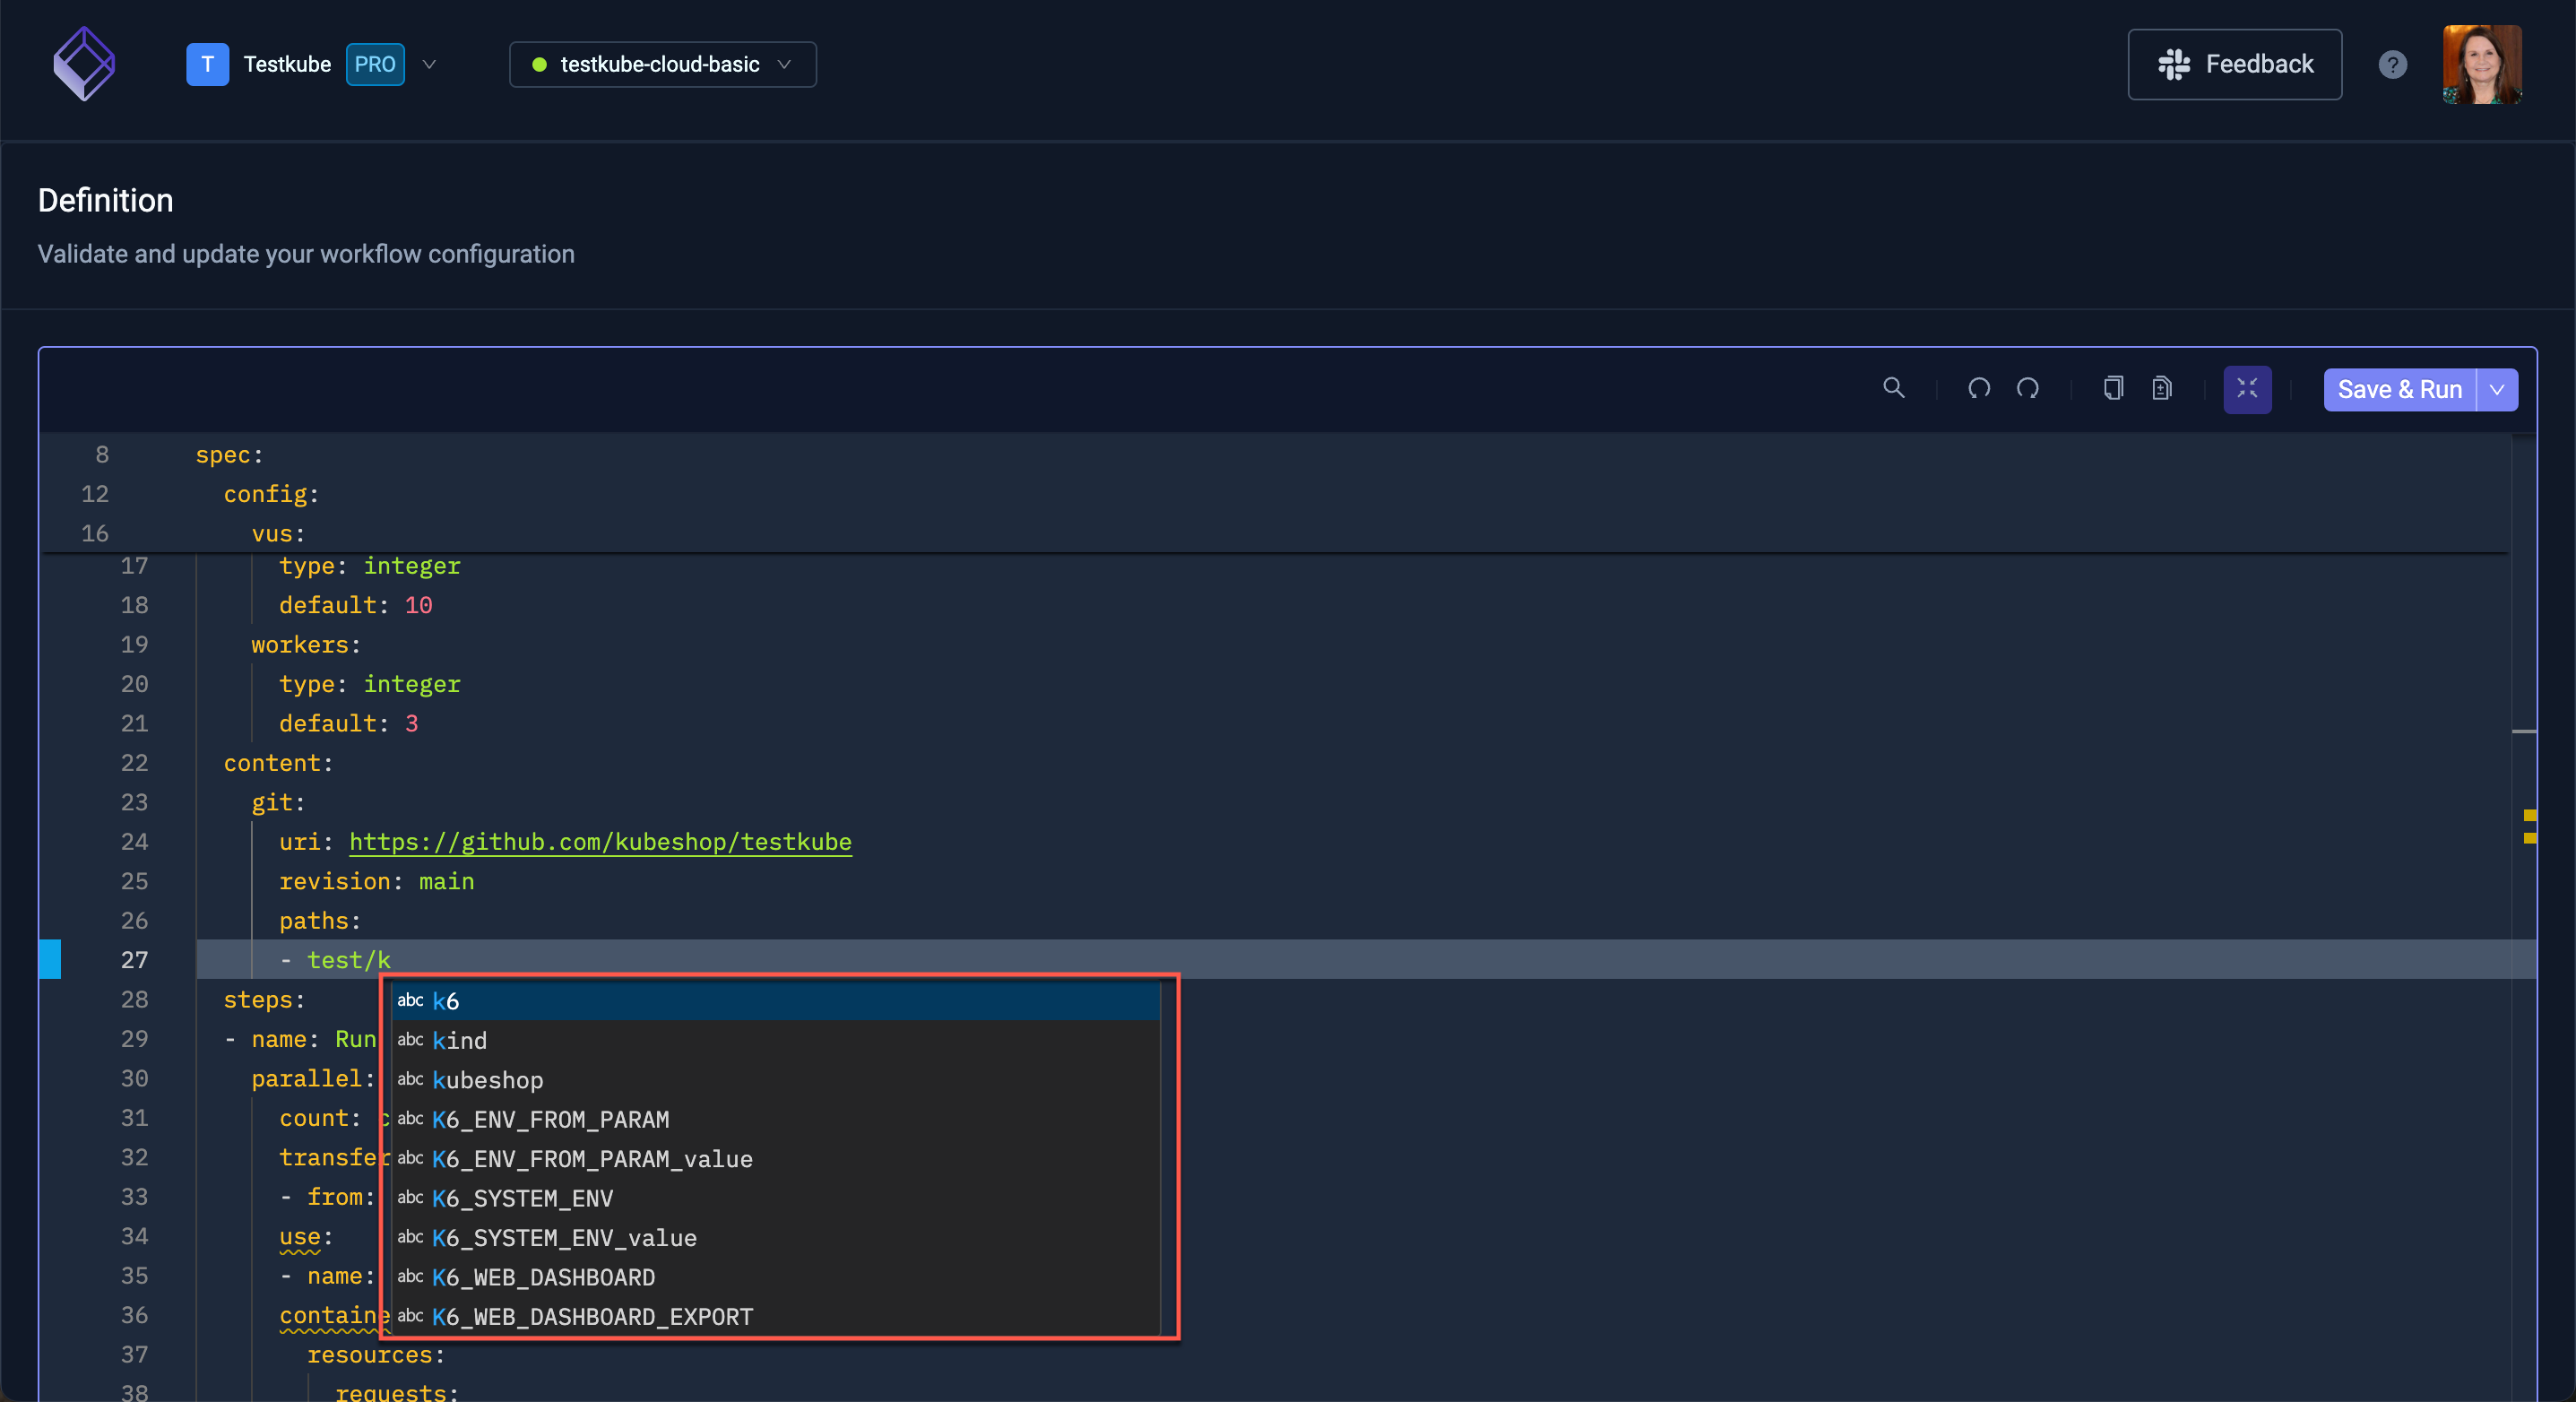 T Testkube PRO testkube-cloud-basic Feedback ?
Definition
Validate and update your workflow configuration
Save & Run
8 spec:
12 config:
16 vus:
17 type: integer
18 default: 10
19 workers:
20 type: integer
21 default: 3
22 content:
23 git:
24 uri: https://github.com/kubeshop/testkube
25 revision: main
26 paths:
27 - test/k
28 steps:
abc k6
29 - name: Run
abc kind
30 parallel:
abc kubeshop
31 count: c
abc K6_ENV_FROM_PARAM
32 transfer
abc K6_ENV_FROM_PARAM_value
33 - from:
abc K6_SYSTEM_ENV
34 use:
abc K6_SYSTEM_ENV_value
35 - name:
abc K6_WEB_DASHBOARD
36 containe
abc K6_WEB_DASHBOARD_EXPORT
37 resources:
38 requests: